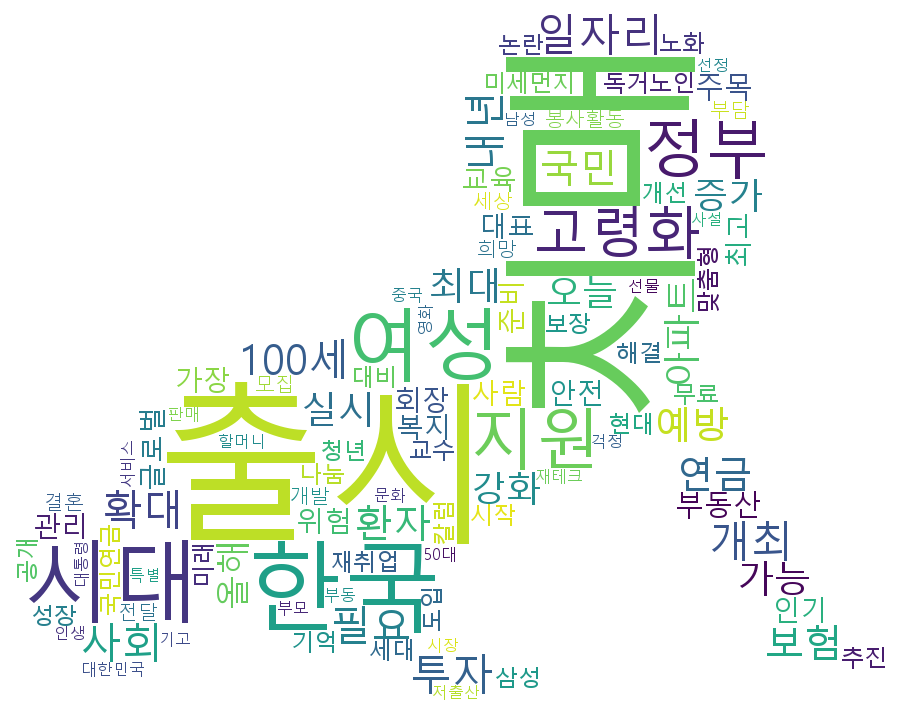 일자리
논란
노화
선정
미세먼지
독거노인
주목
내년
남성
봉사활동
부담
정부
치매
국민
교육
개선
증가
세상
대표
고령화
사설
최고
희망
맞춤형
최대
중국
영화
준비
오늘
선물
보장
아파트
100세
여성
해결
가장
모집
대비
회장
사람
안전
무료
출시
실시
복지
지원
현대
예방
글로벌
판매
할머니
청년
교수
걱정
서비스
나눔
강화
재테크
연금
결혼
확대
개발
문화
부동산
관리
위험
환자
칼럼
시작
개최
공개
시대
대통령
국민연금
미래
올해
한국
재취업
50대
특별
가능
성장
전달
부모
부동
필요
도입
인기
인생
사회
기고
기억
세대
시장
보험
대한민국
투자
삼성
추진
저출산